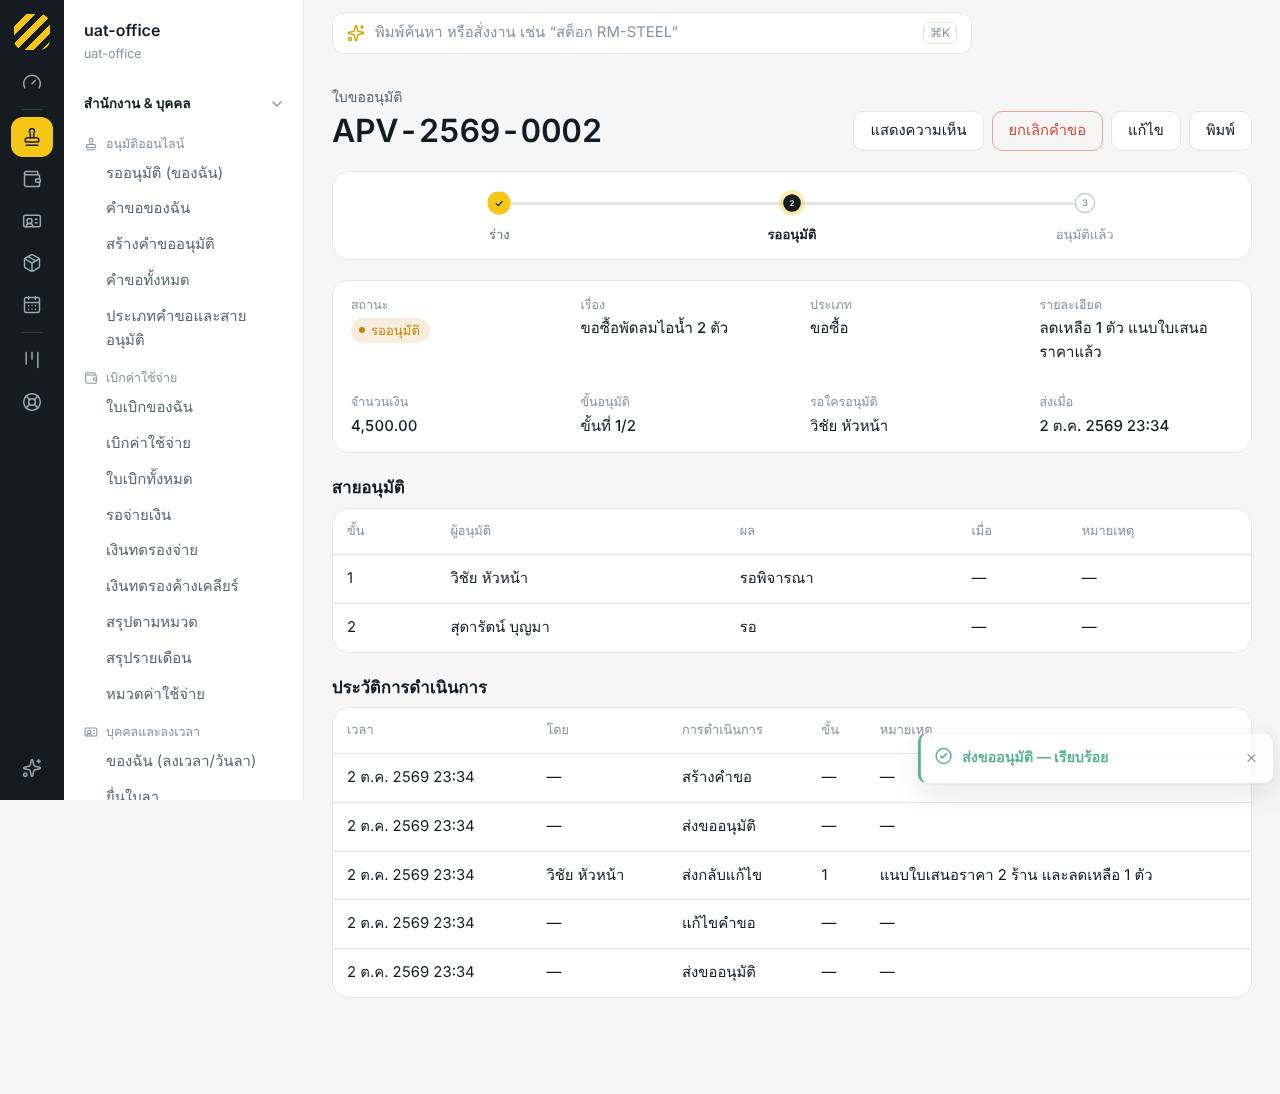 uat-office
uat-office
สำนักงาน & บุคคล
อนุมัติออนไลน์
รออนุมัติ (ของฉัน)
คำขอของฉัน
สร้างคำขออนุมัติ
คำขอทั้งหมด
ประเภทคำขอและสาย
อนุมัติ
เบิกค่าใช้จ่าย
ใบเบิกของฉัน
เบิกค่าใช้จ่าย
ใบเบิกทั้งหมด
รอจ่ายเงิน
เงินทดรองจ่าย
เงินทดรองค้างเคลียร์
สรุปตามหมวด
สรุปรายเดือน
หมวดค่าใช้จ่าย
บุคคลและลงเวลา
ของฉัน (ลงเวลา/วันลา)
ยื่นใบลา
พิมพ์ค้นหา หรือสั่งงาน เช่น “สต็อก RM-STEEL” ⌘K
ใบขออนุมัติ
APV-2569-0002
แสดงความเห็น ยกเลิกคำขอ แก้ไข พิมพ์
2 3
ร่าง รออนุมัติ อนุมัติแล้ว
สถานะ เรื่อง ประเภท รายละเอียด
รออนุมัติ ขอซื้อพัดลมไอน้ำ 2 ตัว ขอซื้อ ลดเหลือ 1 ตัว แนบใบเสนอ
ราคาแล้ว
จำนวนเงิน ขั้นอนุมัติ รอใครอนุมัติ ส่งเมื่อ
4,500.00 ขั้นที่ 1/2 วิชัย หัวหน้า 2 ต.ค. 2569 23:34
สายอนุมัติ
ขั้น ผู้อนุมัติ ผล เมื่อ หมายเหตุ
1 วิชัย หัวหน้า รอพิจารณา — —
2 สุดารัตน์ บุญมา รอ — —
ประวัติการดำเนินการ
เวลา โดย การดำเนินการ ขั้น หมายเหตุ
2 ต.ค. 2569 23:34 — สร้างคำขอ — —
ส่งขออนุมัติ — เรียบร้อย
2 ต.ค. 2569 23:34 — ส่งขออนุมัติ — —
2 ต.ค. 2569 23:34 วิชัย หัวหน้า ส่งกลับแก้ไข 1 แนบใบเสนอราคา 2 ร้าน และลดเหลือ 1 ตัว
2 ต.ค. 2569 23:34 — แก้ไขคำขอ — —
2 ต.ค. 2569 23:34 — ส่งขออนุมัติ — —